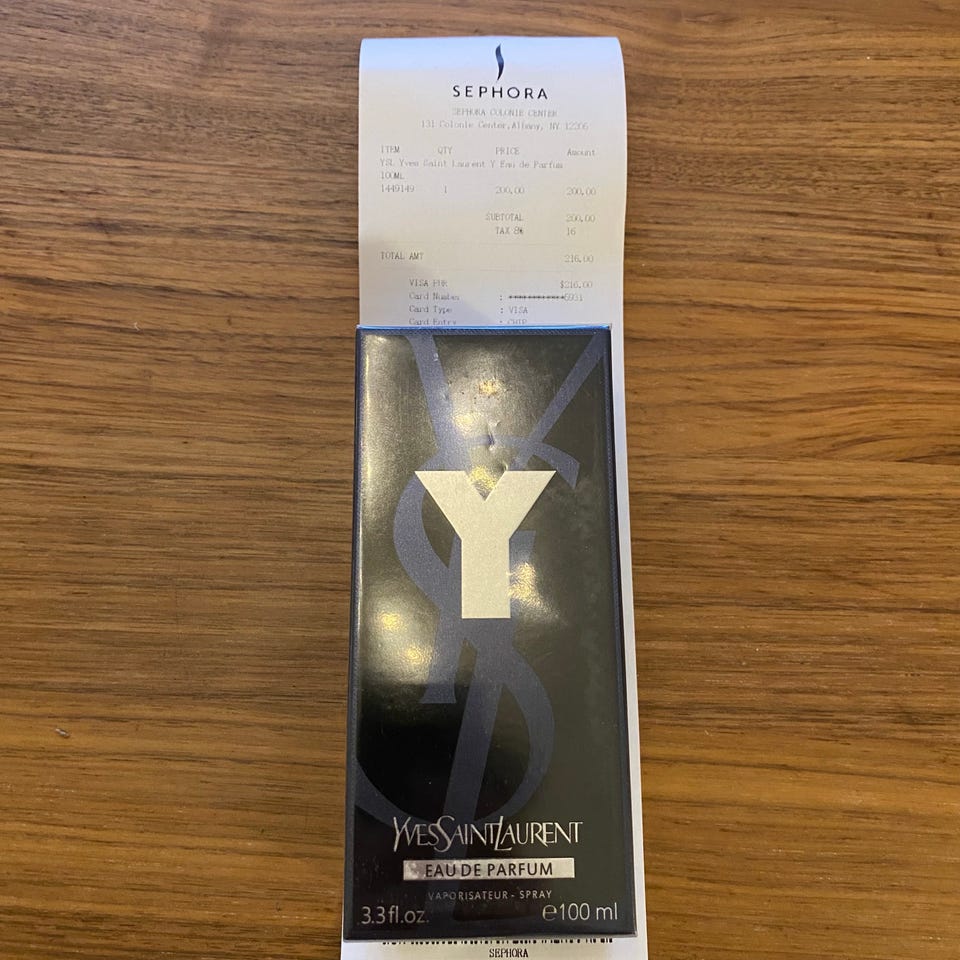 SEPHORA
SEPHORA COLONIE CENTER
131 Colonie Center, Albany, NY 12205
ITEM QTY PRICE Amount
YSL Yves Saint Laurent Y Eau de Parfum
100ML
1449149 1 200.00 200.00
SUBTOTAL 200.00
TAX 8% 16
TOTAL AMT 216.00
VISA PUR $216.00
Card Number : ************5931
Card Type : VISA
Card Entry : CHIP
Y
YVESSAINTLAURENT
EAU DE PARFUM
VAPORISATEUR - SPRAY
3.3fl.oz. e100 ml
SEPHORA